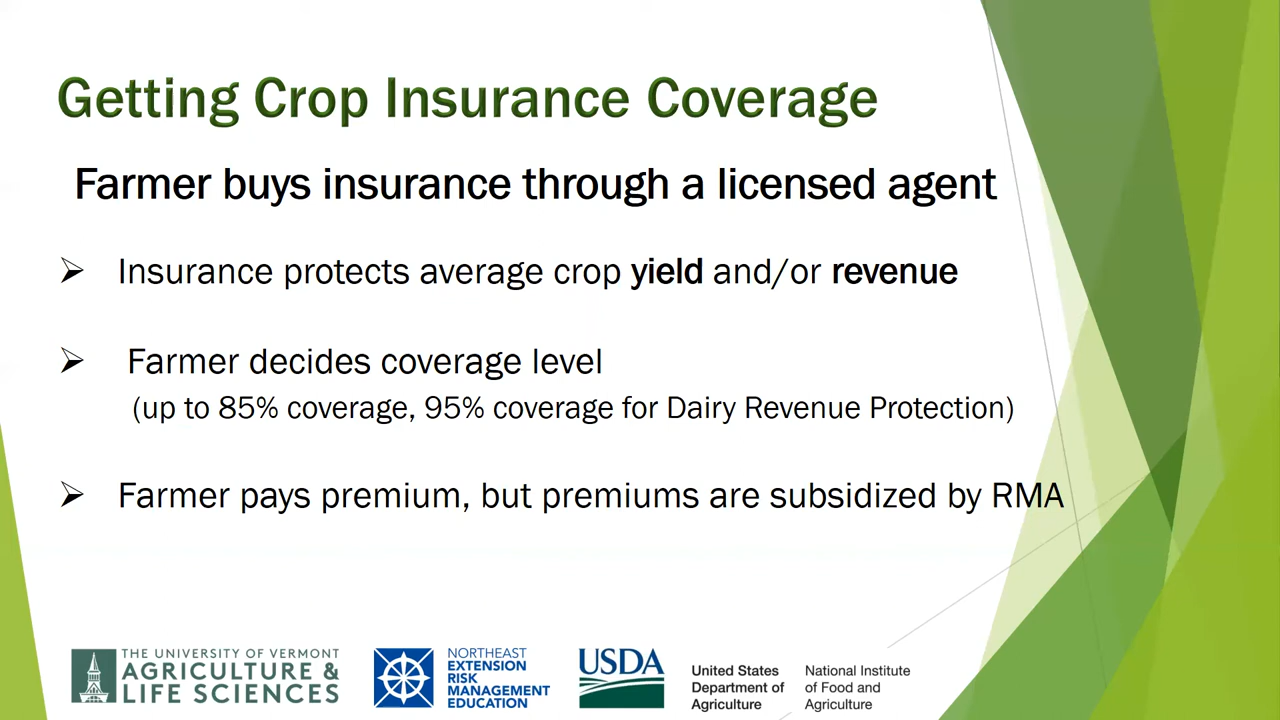 Getting Crop Insurance Coverage
Farmer buys insurance through a licensed agent
Insurance protects average crop yield and/or revenue
Farmer decides coverage level
(up to 85% coverage, 95% coverage for Dairy Revenue Protection)
Farmer pays premium, but premiums are subsidized by RMA
THE UNIVERSITY OF VERMONT
AGRICULTURE &
LIFE SCIENCES
NORTHEAST
EXTENSION
RISK
MANAGEMENT
EDUCATION
USDA
United States
Department of
Agriculture
National Institute
of Food and
Agriculture